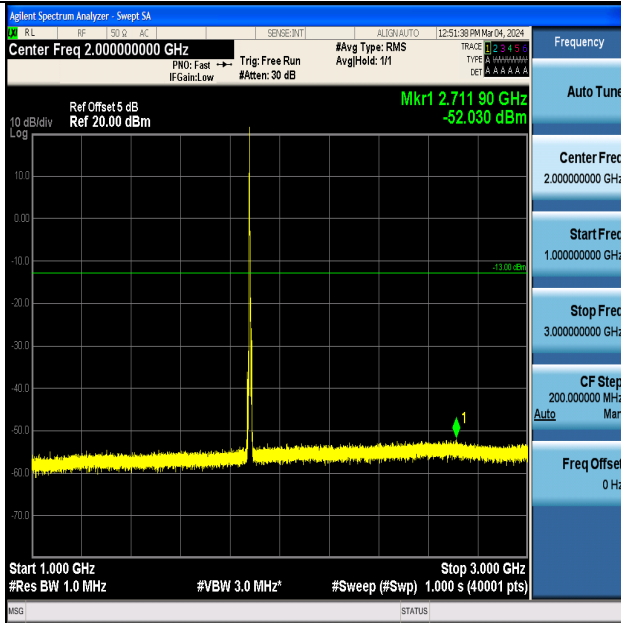 Agilent Spectrum Analyzer - Swept SA
RL RF 50 Ω AC SENSE:INT ALIGN AUTO 12:51:38 PM Mar 04, 2024
Center Freq 2.000000000 GHz
PNO: Fast
IFGain:Low
Trig: Free Run
#Atten: 30 dB
#Avg Type: RMS
Avg|Hold: 1/1
TRACE 1 2 3 4 5 6
TYPE A
DET A A A A A A
Mkr1 2.711 90 GHz
-52.030 dBm
Ref Offset 5 dB
10 dB/div Ref 20.00 dBm
Log
10.0
0.00
-10.0
-13.00 dBm
-20.0
-30.0
-40.0
-50.0
-60.0
-70.0
1
Start 1.000 GHz
Stop 3.000 GHz
#Res BW 1.0 MHz
#VBW 3.0 MHz*
#Sweep (#Swp) 1.000 s (40001 pts)
MSG
STATUS
Frequency
Auto Tune
Center Freq
2.000000000 GHz
Start Freq
1.000000000 GHz
Stop Freq
3.000000000 GHz
CF Step
200.000000 MHz
Auto Man
Freq Offset
0 Hz